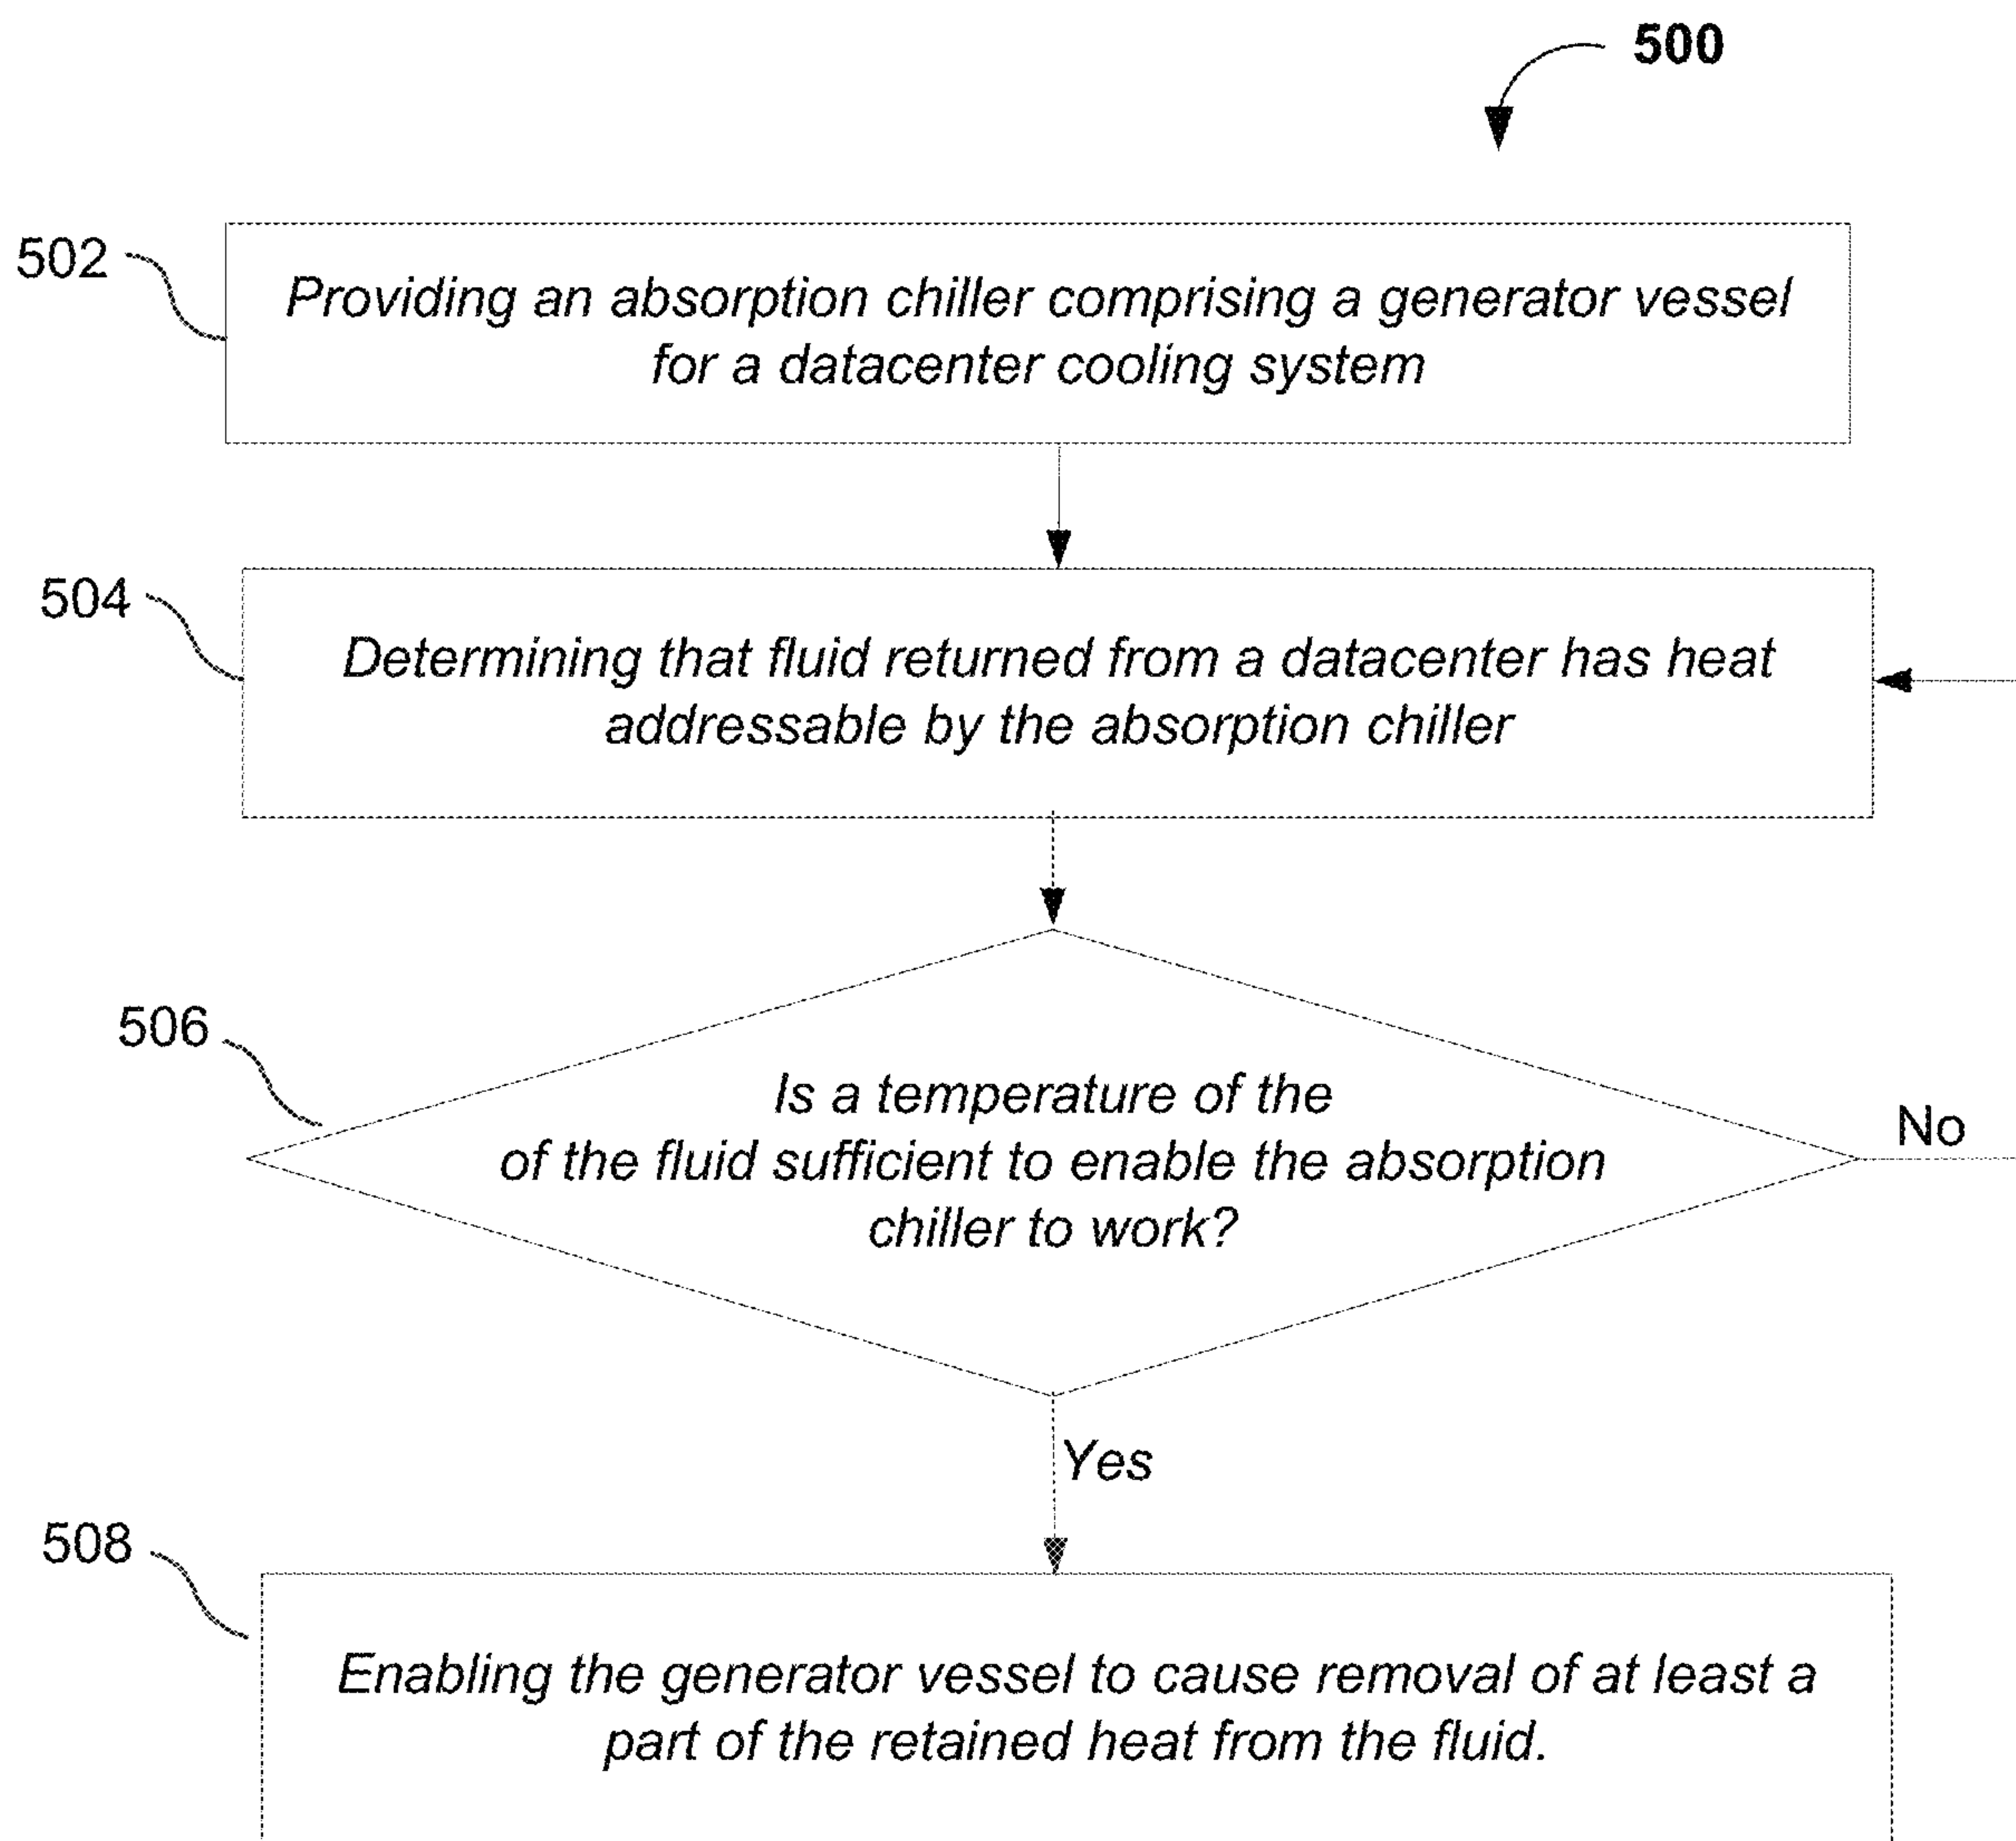 500
502
Providing an absorption chiller comprising a generator vessel
for a datacenter cooling system
504
Determining that fluid returned from a datacenter has heat
addressable by the absorption chiller
506
Is a temperature of the
of the fluid sufficient to enable the absorption
chiller to work?
No
Yes
508
Enabling the generator vessel to cause removal of at least a
part of the retained heat from the fluid.